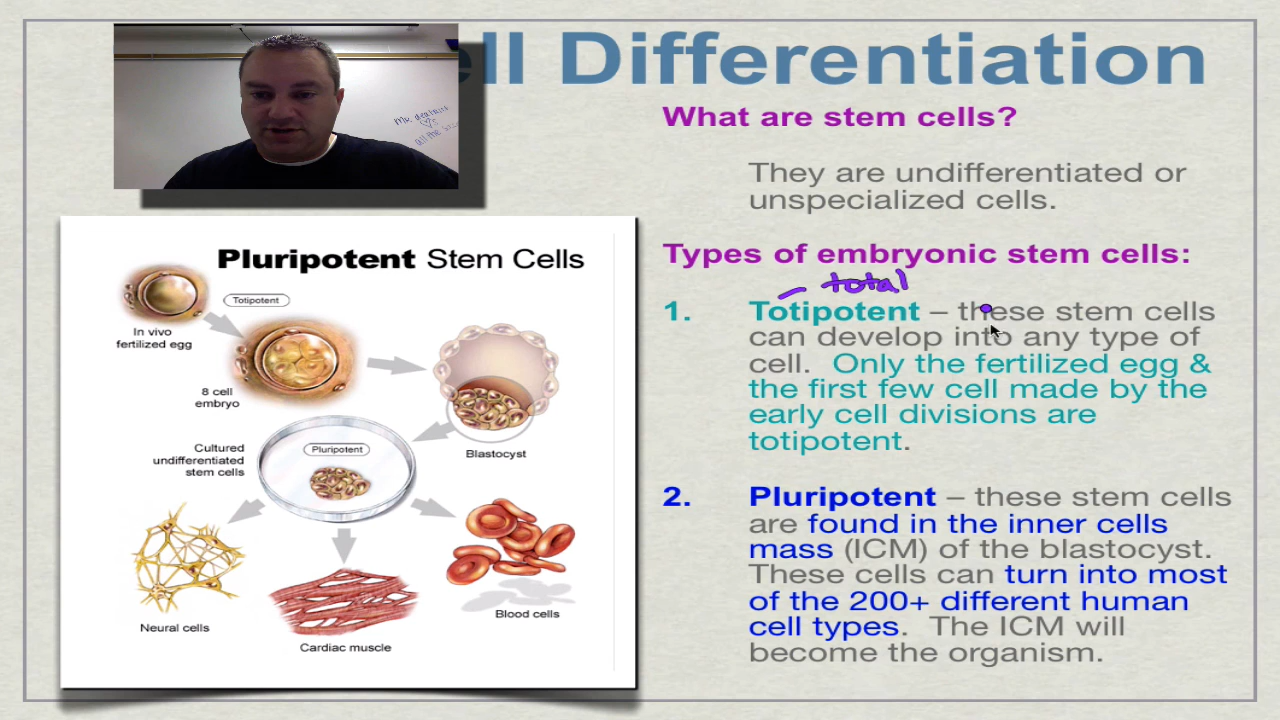 ell Differentiation
What are stem cells?
They are undifferentiated or
unspecialized cells.
Types of embryonic stem cells:
total
1. Totipotent – these stem cells
can develop into any type of
cell. Only the fertilized egg &
the first few cell made by the
early cell divisions are
totipotent.
2. Pluripotent – these stem cells
are found in the inner cells
mass (ICM) of the blastocyst.
These cells can turn into most
of the 200+ different human
cell types. The ICM will
become the organism.
Pluripotent Stem Cells
Totipotent
In vivo
fertilized egg
8 cell
embryo
Blastocyst
Cultured
undifferentiated
stem cells
Pluripotent
Neural cells
Cardiac muscle
Blood cells
Mr.
all the